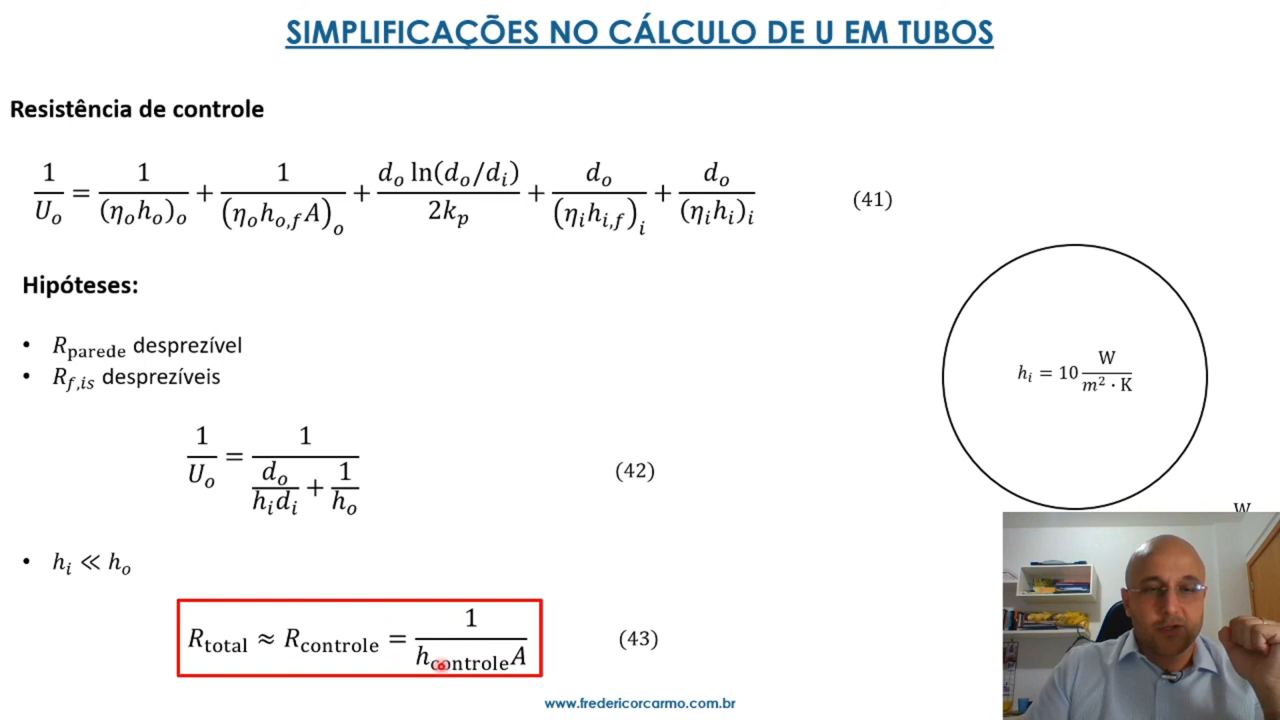 SIMPLIFICAÇÕES NO CÁLCULO DE U EM TUBOS
Resistência de controle
1/U_o = 1/(η_o h_o)_o + 1/(η_o h_{o,f} A)_o + d_o ln(d_o/d_i)/2k_p + d_o/(η_i h_{i,f})_i + d_o/(η_i h_i)_i (41)
Hipóteses:
• R_parede desprezível
• R_{f,is} desprezíveis
h_i = 10 W/m² · K
1/U_o = 1/(d_o/h_i d_i + 1/h_o) (42)
W
• h_i ≪ h_o
R_total ≈ R_controle = 1/h_controle A (43)
www.fredericorcarmo.com.br